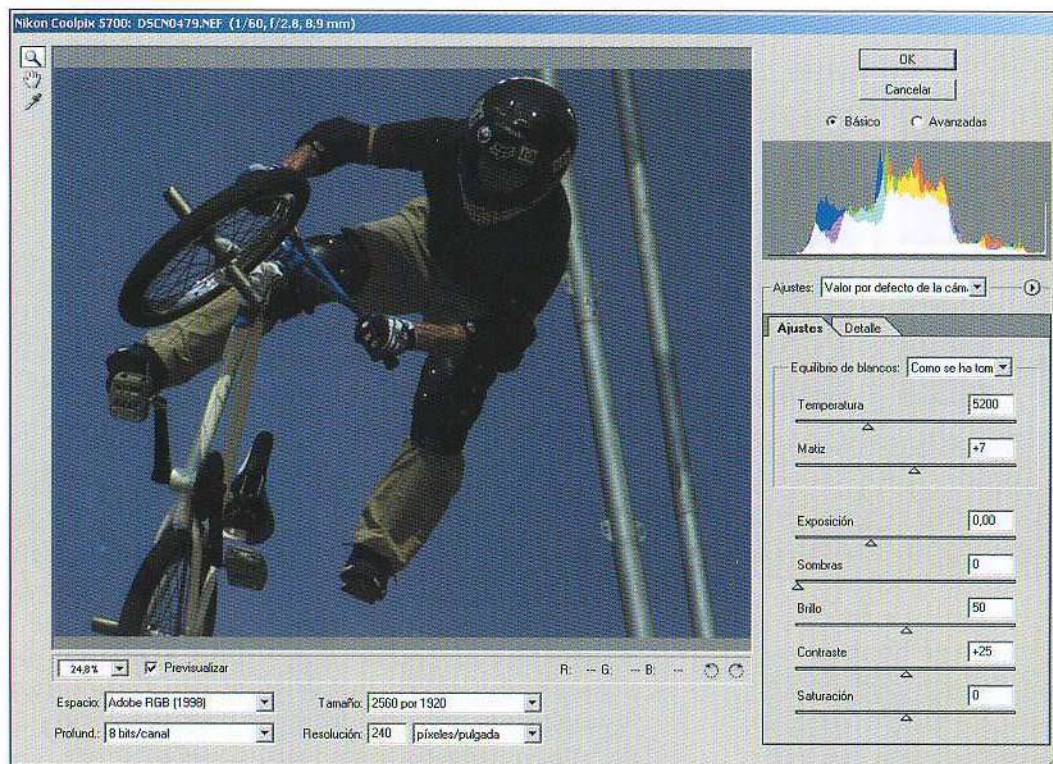 Nikon Coolpix 5700: DSCN0479.NEF (1/60, f/2.8, 8.9 mm)
OK
Cancelar
Básico Avanzadas
Ajustes: Valor por defecto de la cám.
Ajustes Detalle
Equilibrio de blancos: Como se ha tom
Temperatura 5200
Matiz +7
Exposición 0,00
Sombras 0
Brillo 50
Contraste +25
Saturación 0
24,8% Previsualizar R: -- G: -- B: --
Espacio: Adobe RGB (1998) Tamaño: 2560 por 1920
Profund.: 8 bits/canal Resolución: 240 píxeles/pulgada